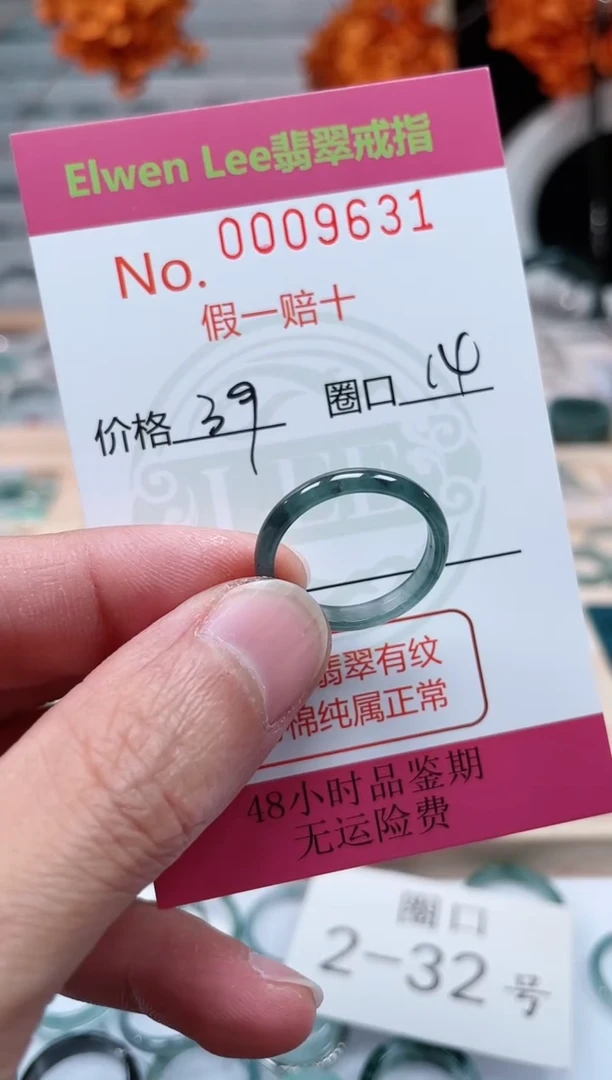 Elwen Lee翡翠戒指
No. 0009631
假一赔十
价格 39 圈口 14
LEE
翡翠有纹
棉纯属正常
48小时品鉴期
无运险费
圈口
2-32号